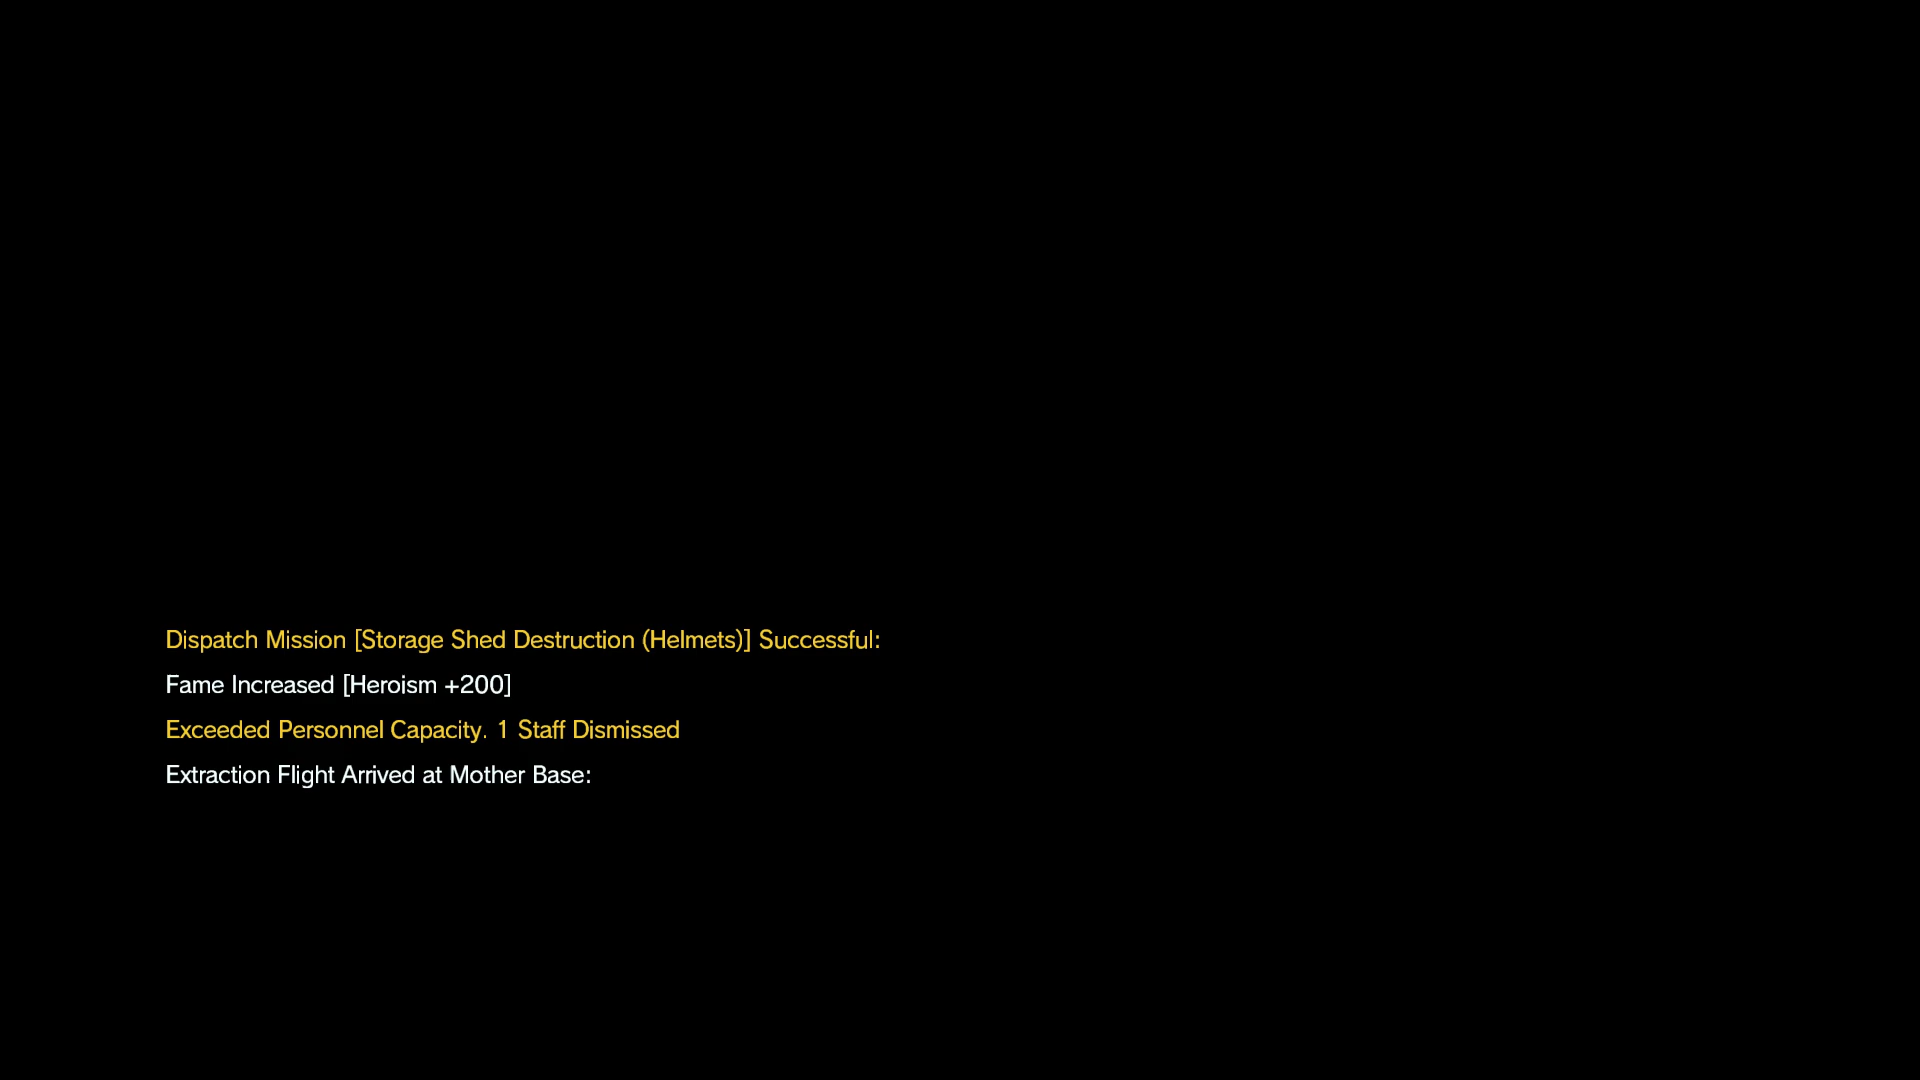 Dispatch Mission [Storage Shed Destruction (Helmets)] Successful:
Fame Increased [Heroism +200]
Exceeded Personnel Capacity. 1 Staff Dismissed
Extraction Flight Arrived at Mother Base: